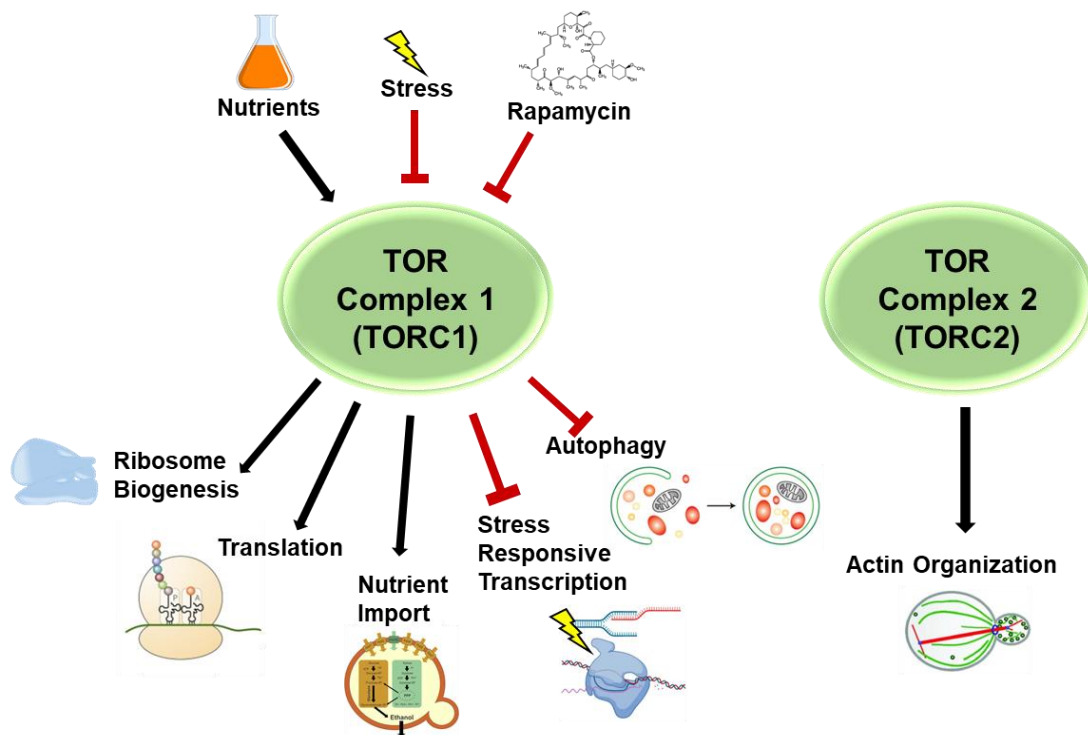 Nutrients
Stress
Rapamycin
TOR
Complex 1
(TORC1)
TOR
Complex 2
(TORC2)
Ribosome
Biogenesis
Translation
Nutrient
Import
Stress
Responsive
Transcription
Autophagy
Actin Organization
P
A
Ethanol